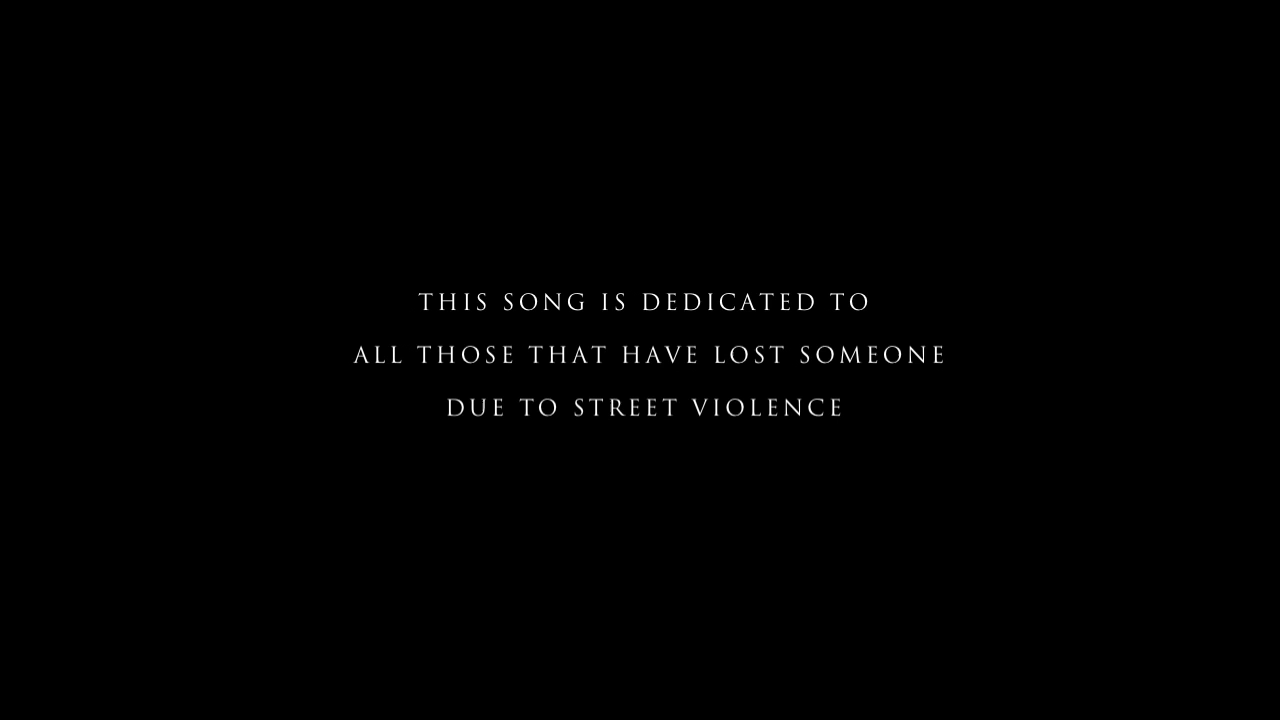 THIS SONG IS DEDICATED TO
ALL THOSE THAT HAVE LOST SOMEONE
DUE TO STREET VIOLENCE